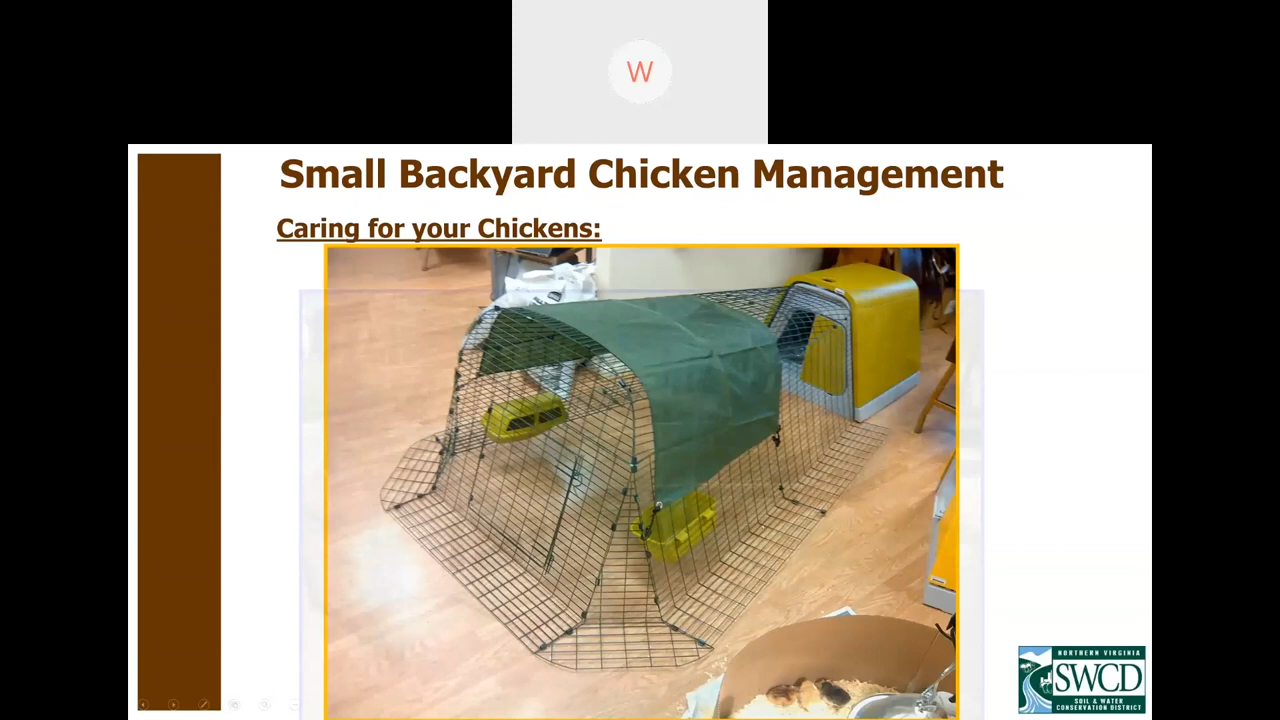 W
Small Backyard Chicken Management
Caring for your Chickens:
NORTHERN VIRGINIA
SWCD
SOIL & WATER
CONSERVATION DISTRICT